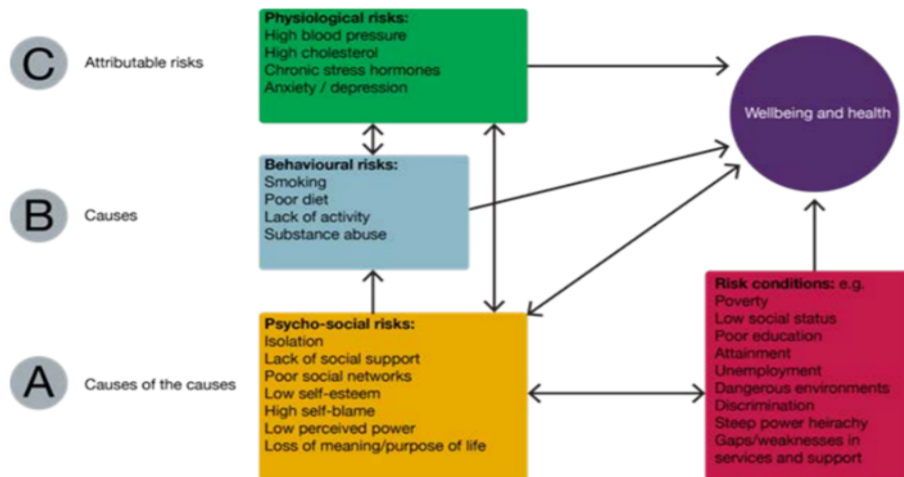 C
Attributable risks
Physiological risks:
High blood pressure
High cholesterol
Chronic stress hormones
Anxiety / depression
Wellbeing and health
B
Causes
Behavioural risks:
Smoking
Poor diet
Lack of activity
Substance abuse
A
Causes of the causes
Psycho-social risks:
Isolation
Lack of social support
Poor social networks
Low self-esteem
High self-blame
Low perceived power
Loss of meaning/purpose of life
Risk conditions: e.g.
Poverty
Low social status
Poor education
Attainment
Unemployment
Dangerous environments
Discrimination
Steep power heirachy
Gaps/weaknesses in
services and support